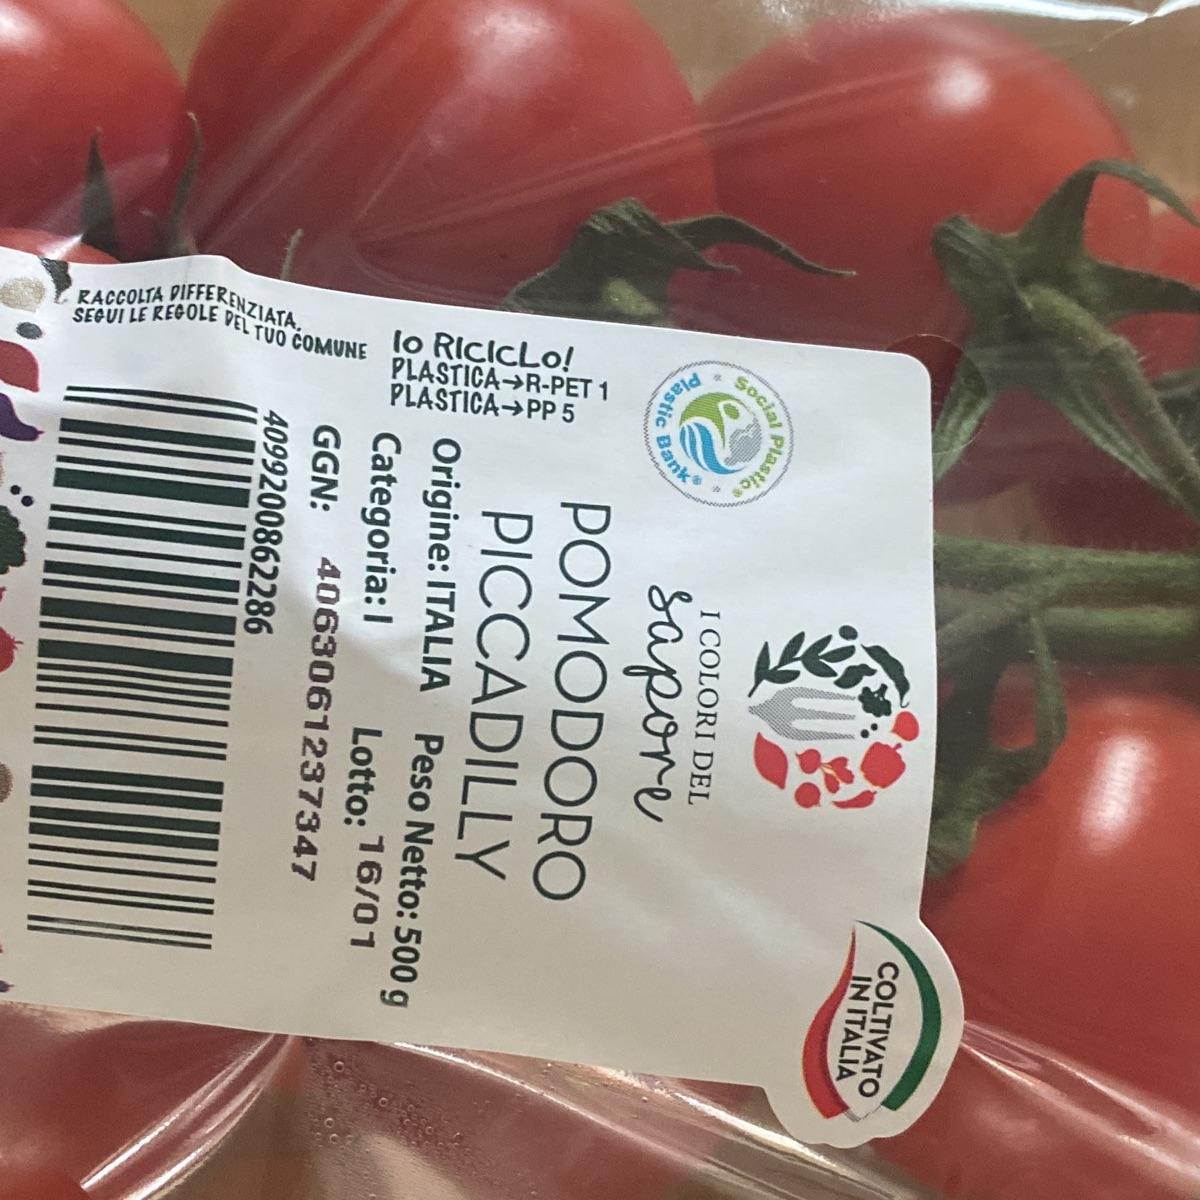 I COLORI DEL
sapore
COLTIVATO
IN ITALIA
Social Plastic®
Plastic Bank®
POMODORO
PICCADILLY
Io RICICLo!
PLASTICA→R-PET 1
PLASTICA→PP 5
Origine: ITALIA Peso Netto: 500 g
Categoria: I Lotto: 16/01
GGN: 4063061237347
RACCOLTA DIFFERENZIATA.
SEGUI LE REGOLE DEL TUO COMUNE
4099200862286